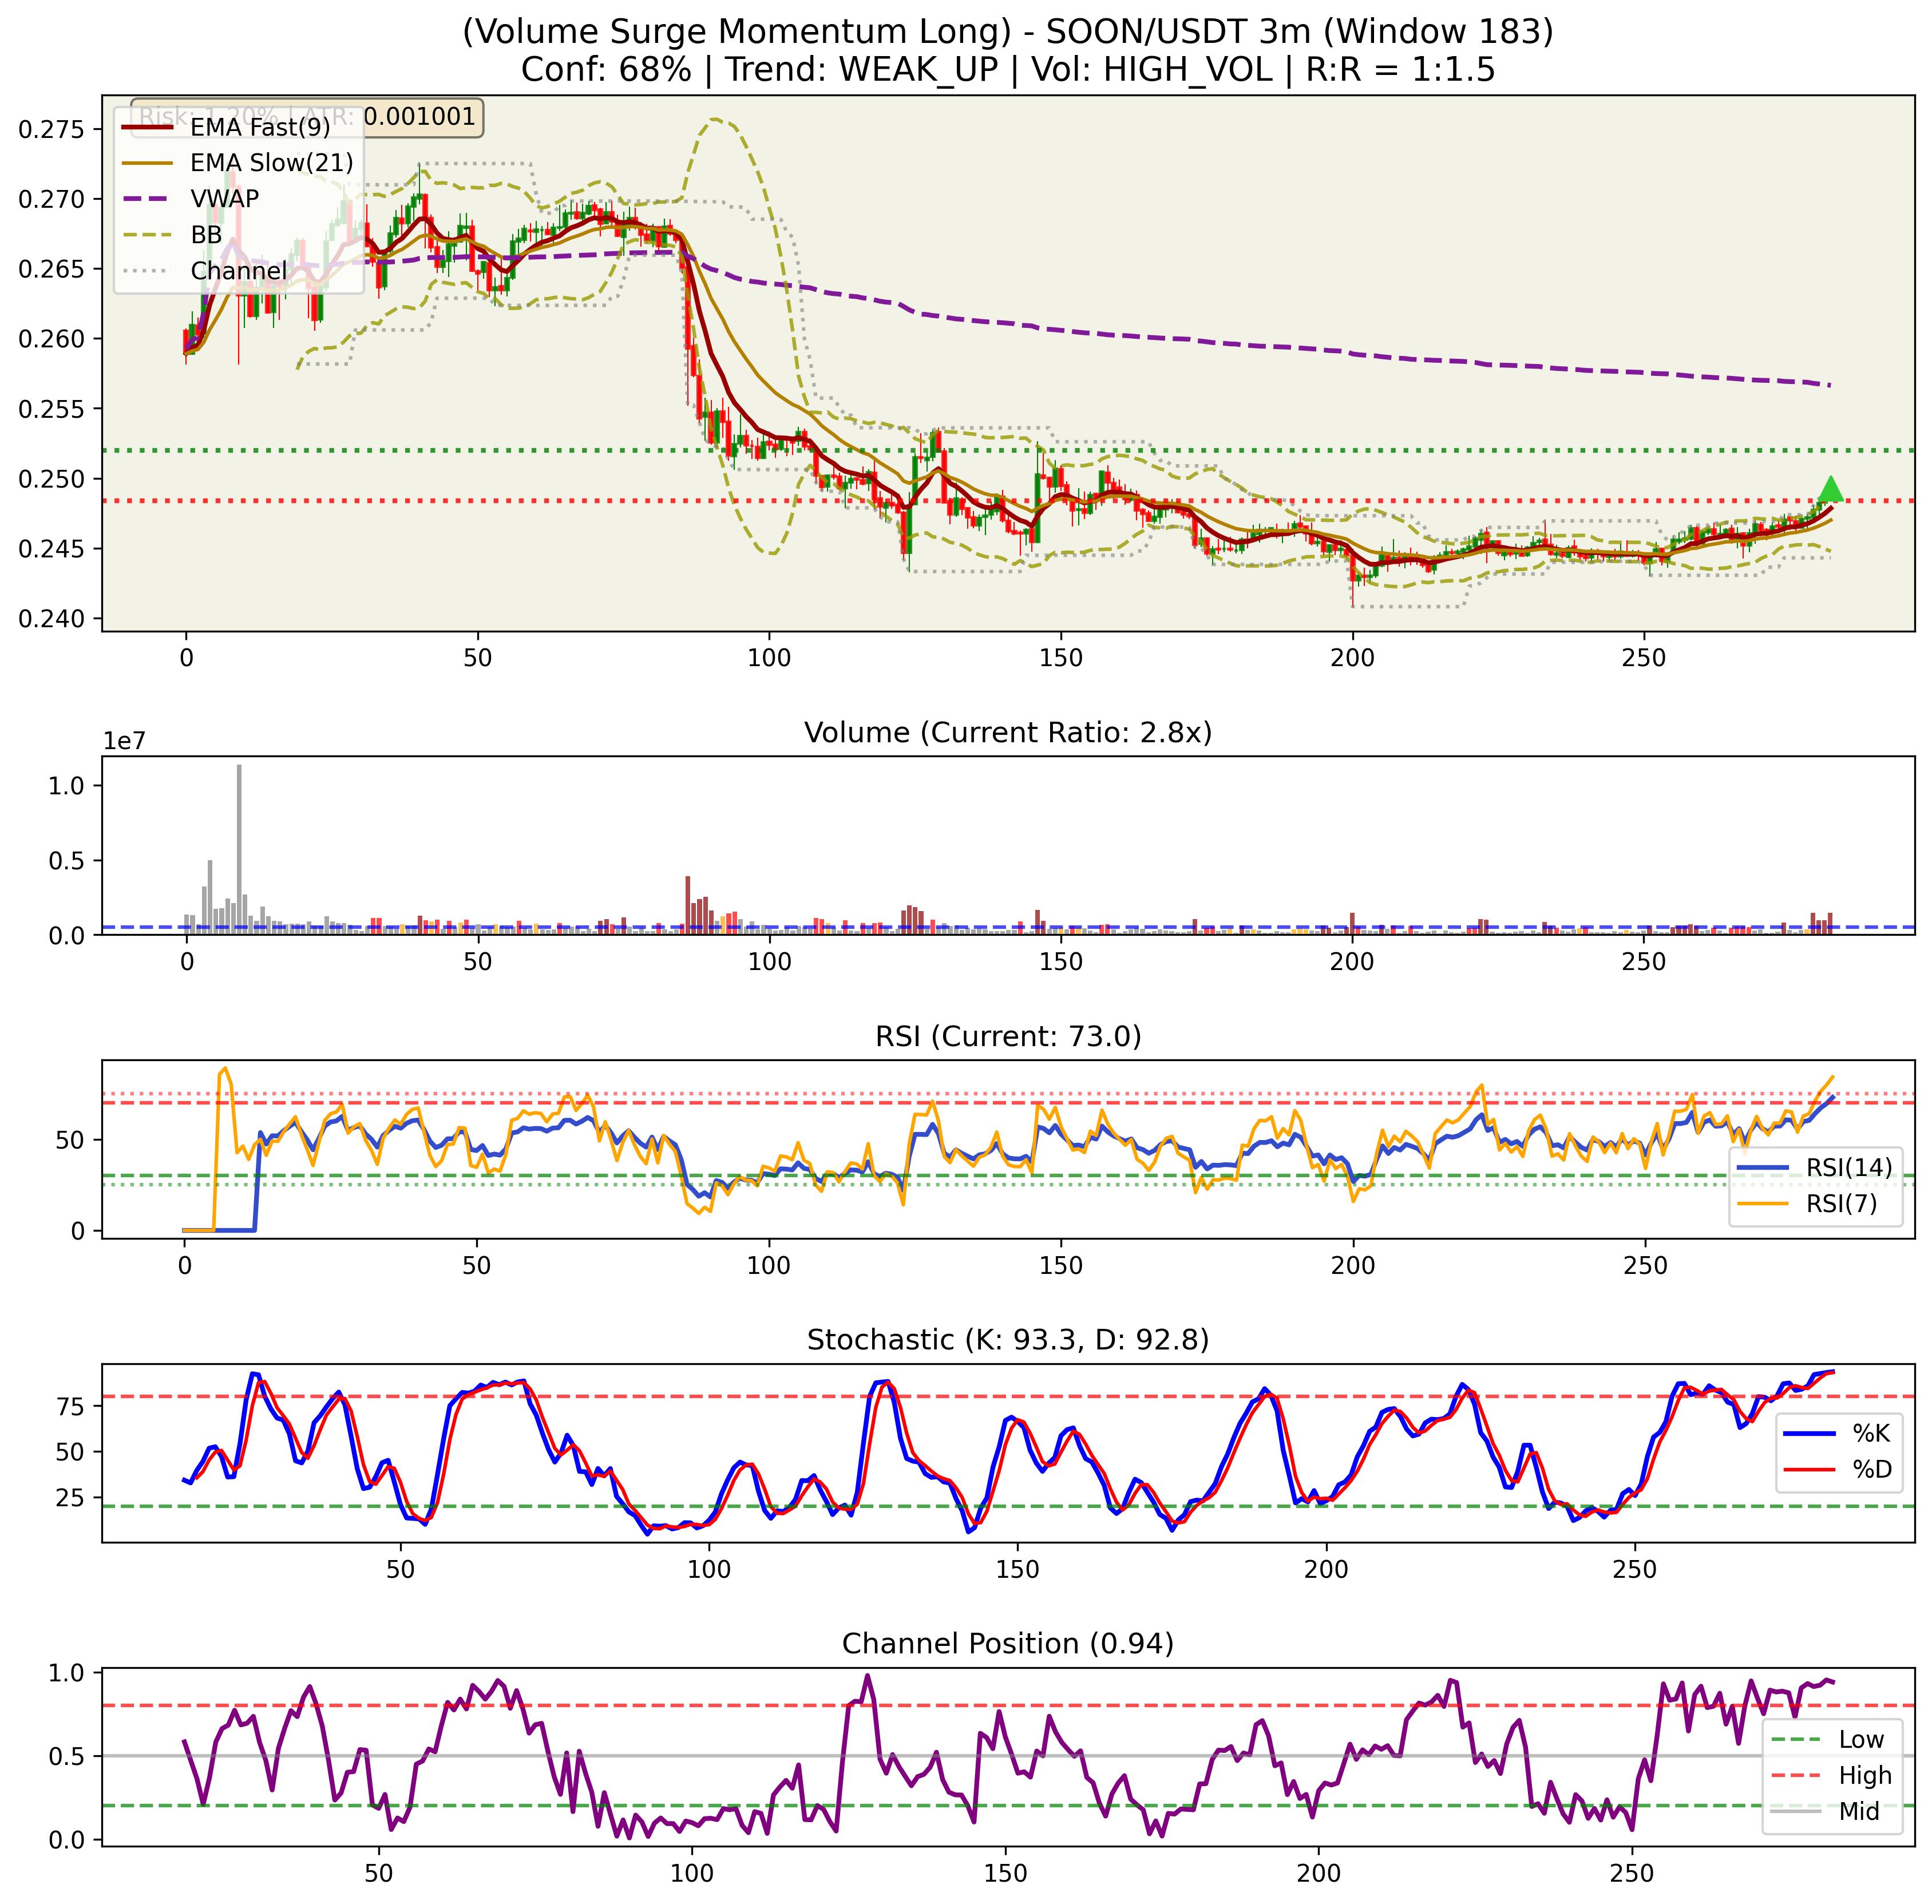 (Volume Surge Momentum Long) - SOON/USDT 3m (Window 183)
Conf: 68% | Trend: WEAK_UP | Vol: HIGH_VOL | R:R = 1:1.5
Risk: 1.20% | ATR: 0.001001
EMA Fast(9)
EMA Slow(21)
VWAP
BB
Channel
0.275
0.270
0.265
0.260
0.255
0.250
0.245
0.240
0 50 100 150 200 250
Volume (Current Ratio: 2.8x)
1e7
1.0
0.5
0.0
0 50 100 150 200 250
RSI (Current: 73.0)
50
0
RSI(14)
RSI(7)
0 50 100 150 200 250
Stochastic (K: 93.3, D: 92.8)
75
50
25
%K
%D
50 100 150 200 250
Channel Position (0.94)
1.0
0.5
0.0
Low
High
Mid
50 100 150 200 250